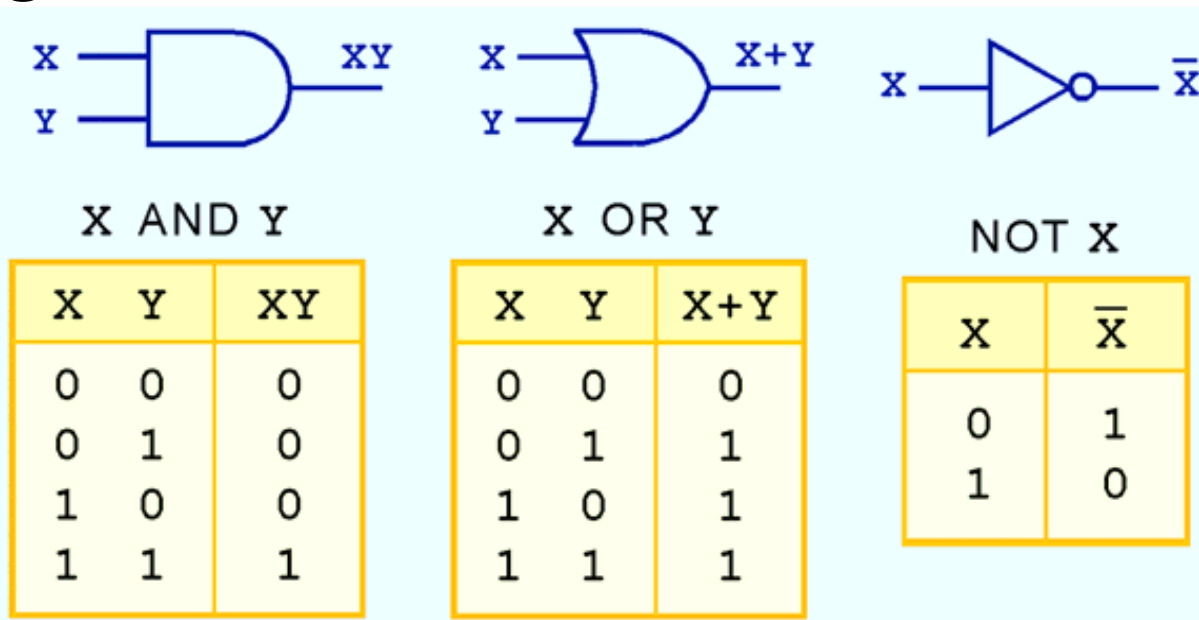 X
Y
XY
X AND Y
X Y XY
0 0 0
0 1 0
1 0 0
1 1 1
X
Y
X+Y
X OR Y
X Y X+Y
0 0 0
0 1 1
1 0 1
1 1 1
X
X̅
NOT X
X X̅
0 1
1 0